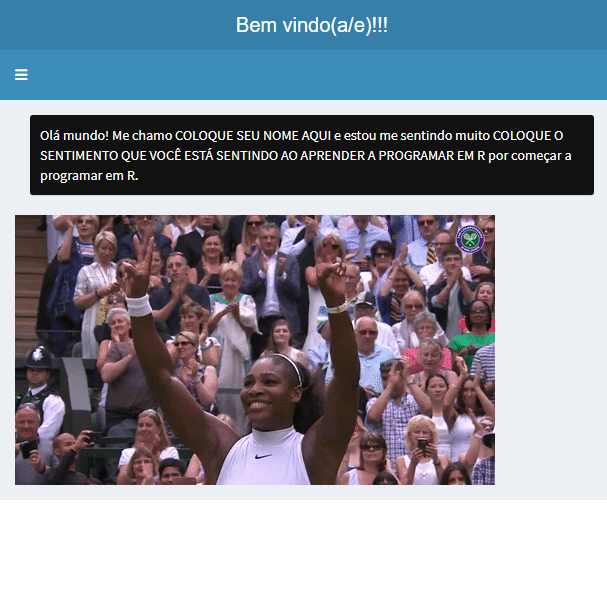 Bem vindo(a/e)!!!
Olá mundo! Me chamo COLOQUE SEU NOME AQUI e estou me sentindo muito COLOQUE O
SENTIMENTO QUE VOCÊ ESTÁ SENTINDO AO APRENDER A PROGRAMAR EM R por começar a
programar em R.